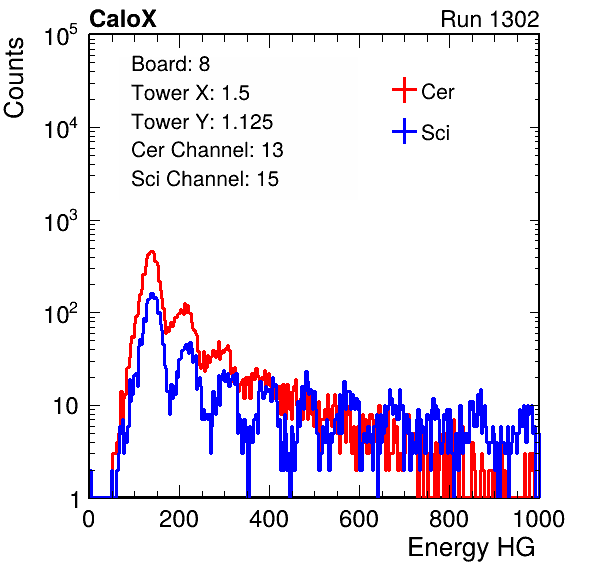 CaloX Run 1302
Counts
Board: 8
Tower X: 1.5
Tower Y: 1.125
Cer Channel: 13
Sci Channel: 15
Cer
Sci
10^5
10^4
10^3
10^2
10
1
0 200 400 600 800 1000
Energy HG